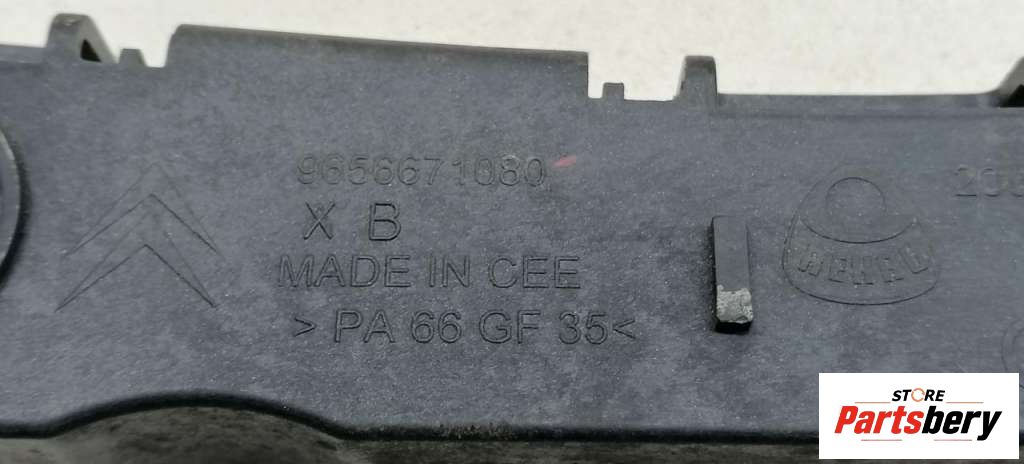 9656671080
X B
MADE IN CEE
> PA 66 GF 35<
STORE
Partsbery